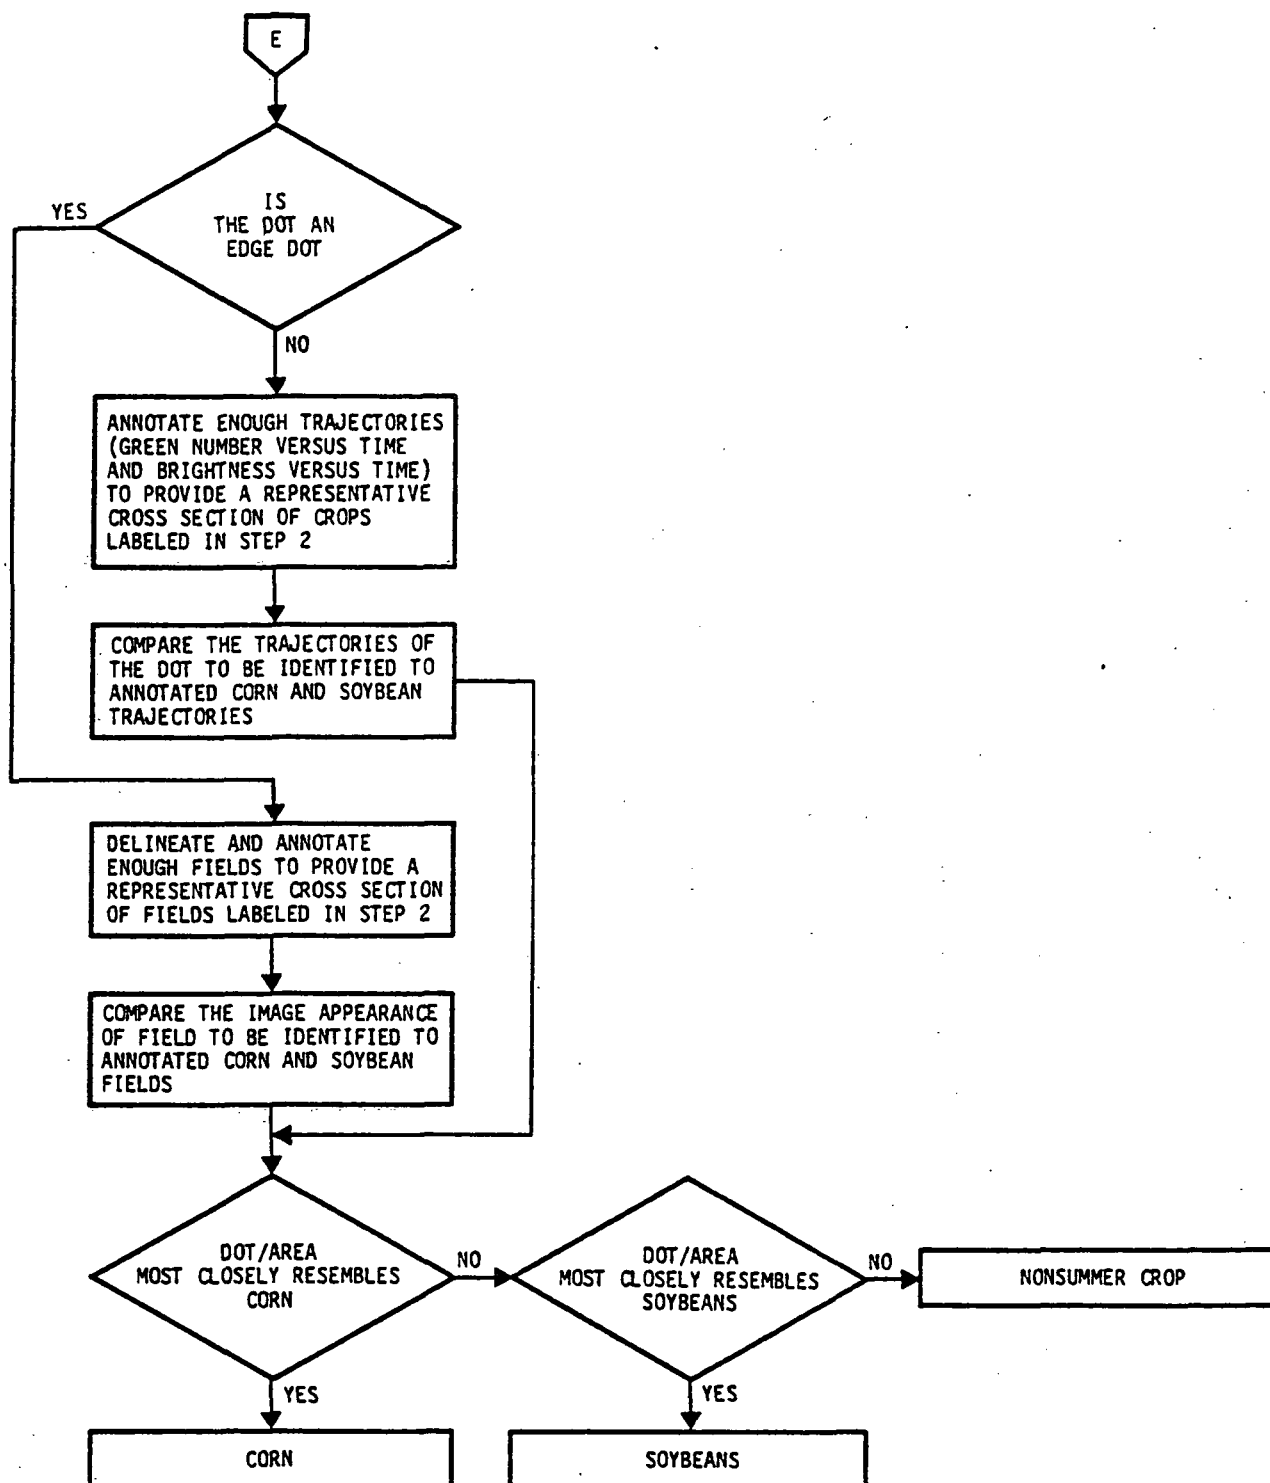 E
IS
THE DOT AN
EDGE DOT
YES
NO
ANNOTATE ENOUGH TRAJECTORIES
(GREEN NUMBER VERSUS TIME
AND BRIGHTNESS VERSUS TIME)
TO PROVIDE A REPRESENTATIVE
CROSS SECTION OF CROPS
LABELED IN STEP 2
COMPARE THE TRAJECTORIES OF
THE DOT TO BE IDENTIFIED TO
ANNOTATED CORN AND SOYBEAN
TRAJECTORIES
DELINEATE AND ANNOTATE
ENOUGH FIELDS TO PROVIDE A
REPRESENTATIVE CROSS SECTION
OF FIELDS LABELED IN STEP 2
COMPARE THE IMAGE APPEARANCE
OF FIELD TO BE IDENTIFIED TO
ANNOTATED CORN AND SOYBEAN
FIELDS
DOT/AREA
MOST CLOSELY RESEMBLES
CORN
NO
DOT/AREA
MOST CLOSELY RESEMBLES
SOYBEANS
NO
NONSUMMER CROP
YES
YES
CORN
SOYBEANS